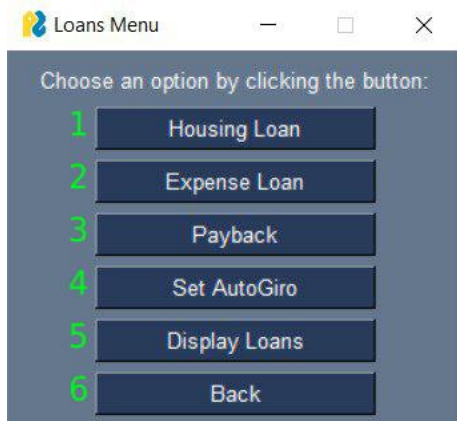 Loans Menu
Choose an option by clicking the button:
1 Housing Loan
2 Expense Loan
3 Payback
4 Set AutoGiro
5 Display Loans
6 Back